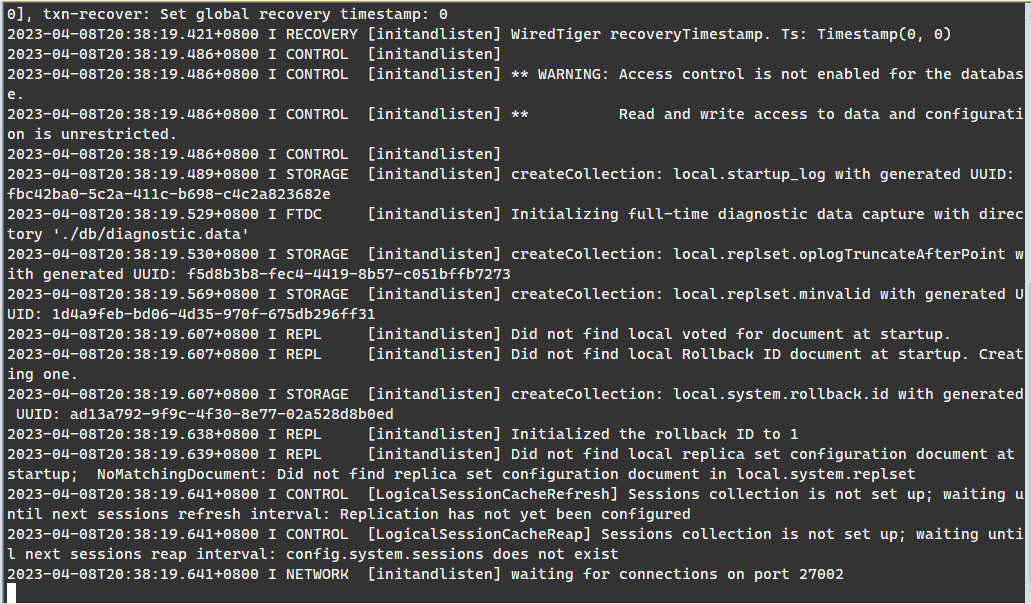 0], txn-recover: Set global recovery timestamp: 0
2023-04-08T20:38:19.421+0800 I RECOVERY [initandlisten] WiredTiger recoveryTimestamp. Ts: Timestamp(0, 0)
2023-04-08T20:38:19.486+0800 I CONTROL  [initandlisten]
2023-04-08T20:38:19.486+0800 I CONTROL  [initandlisten] ** WARNING: Access control is not enabled for the databas
e.
2023-04-08T20:38:19.486+0800 I CONTROL  [initandlisten] **          Read and write access to data and configurati
on is unrestricted.
2023-04-08T20:38:19.486+0800 I CONTROL  [initandlisten]
2023-04-08T20:38:19.489+0800 I STORAGE  [initandlisten] createCollection: local.startup_log with generated UUID:
fbc42ba0-5c2a-411c-b698-c4c2a823682e
2023-04-08T20:38:19.529+0800 I FTDC     [initandlisten] Initializing full-time diagnostic data capture with direc
tory './db/diagnostic.data'
2023-04-08T20:38:19.530+0800 I STORAGE  [initandlisten] createCollection: local.replset.oplogTruncateAfterPoint w
ith generated UUID: f5d8b3b8-fec4-4419-8b57-c051bffb7273
2023-04-08T20:38:19.569+0800 I STORAGE  [initandlisten] createCollection: local.replset.minvalid with generated U
UID: 1d4a9feb-bd06-4d35-970f-675db296ff31
2023-04-08T20:38:19.607+0800 I REPL     [initandlisten] Did not find local voted for document at startup.
2023-04-08T20:38:19.607+0800 I REPL     [initandlisten] Did not find local Rollback ID document at startup. Creat
ing one.
2023-04-08T20:38:19.607+0800 I STORAGE  [initandlisten] createCollection: local.system.rollback.id with generated
 UUID: ad13a792-9f9c-4f30-8e77-02a528d8b0ed
2023-04-08T20:38:19.638+0800 I REPL     [initandlisten] Initialized the rollback ID to 1
2023-04-08T20:38:19.639+0800 I REPL     [initandlisten] Did not find local replica set configuration document at
startup;  NoMatchingDocument: Did not find replica set configuration document in local.system.replset
2023-04-08T20:38:19.641+0800 I CONTROL  [LogicalSessionCacheRefresh] Sessions collection is not set up; waiting u
ntil next sessions refresh interval: Replication has not yet been configured
2023-04-08T20:38:19.641+0800 I CONTROL  [LogicalSessionCacheReap] Sessions collection is not set up; waiting unti
l next sessions reap interval: config.system.sessions does not exist
2023-04-08T20:38:19.641+0800 I NETWORK  [initandlisten] waiting for connections on port 27002